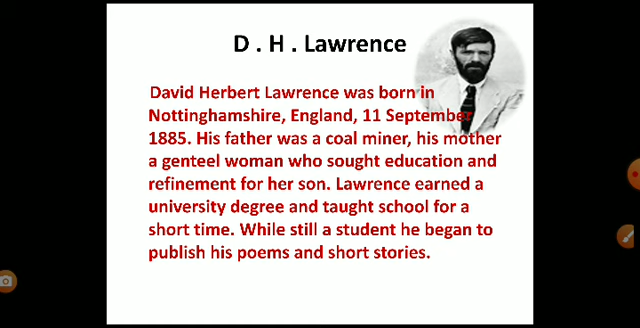 D . H . Lawrence
David Herbert Lawrence was born in
Nottinghamshire, England, 11 September
1885. His father was a coal miner, his mother
a genteel woman who sought education and
refinement for her son. Lawrence earned a
university degree and taught school for a
short time. While still a student he began to
publish his poems and short stories.